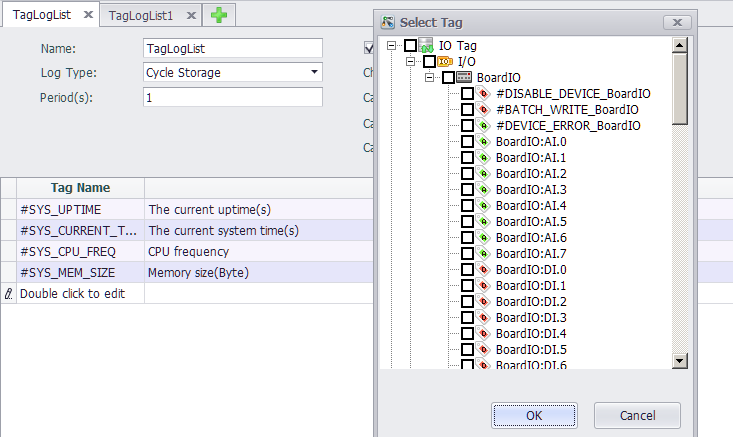 TagLogList
TagLogList1
Name: TagLogList
Log Type: Cycle Storage
Period(s): 1
Ch
Ca
Ca
Ca
Tag Name
#SYS_UPTIME The current uptime(s)
#SYS_CURRENT_T... The current system time(s)
#SYS_CPU_FREQ CPU frequency
#SYS_MEM_SIZE Memory size(Byte)
Double click to edit
Select Tag
IO Tag
I/O
BoardIO
#DISABLE_DEVICE_BoardIO
#BATCH_WRITE_BoardIO
#DEVICE_ERROR_BoardIO
BoardIO:AI.0
BoardIO:AI.1
BoardIO:AI.2
BoardIO:AI.3
BoardIO:AI.4
BoardIO:AI.5
BoardIO:AI.6
BoardIO:AI.7
BoardIO:DI.0
BoardIO:DI.1
BoardIO:DI.2
BoardIO:DI.3
BoardIO:DI.4
BoardIO:DI.5
BoardIO:DI.6
OK
Cancel